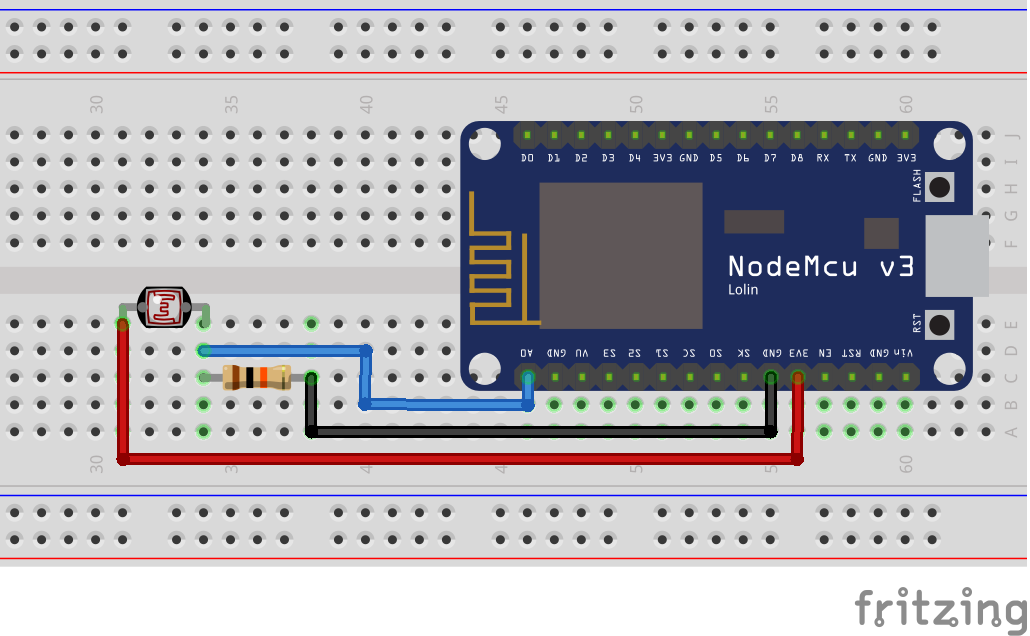 30 35 40 45 50 55 60
J
I
H
G
F
D0 D1 D2 D3 D4 3V3 GND D5 D6 D7 D8 RX TX GND 3V3
FLASH
NodeMcu v3
Lolin
RST
E
D
C
B
A
A0 GND VU S3 S2 S1 SC S0 SK GND 3V3 EN RST GND Vin
30 35 40 4 5 60
fritzing